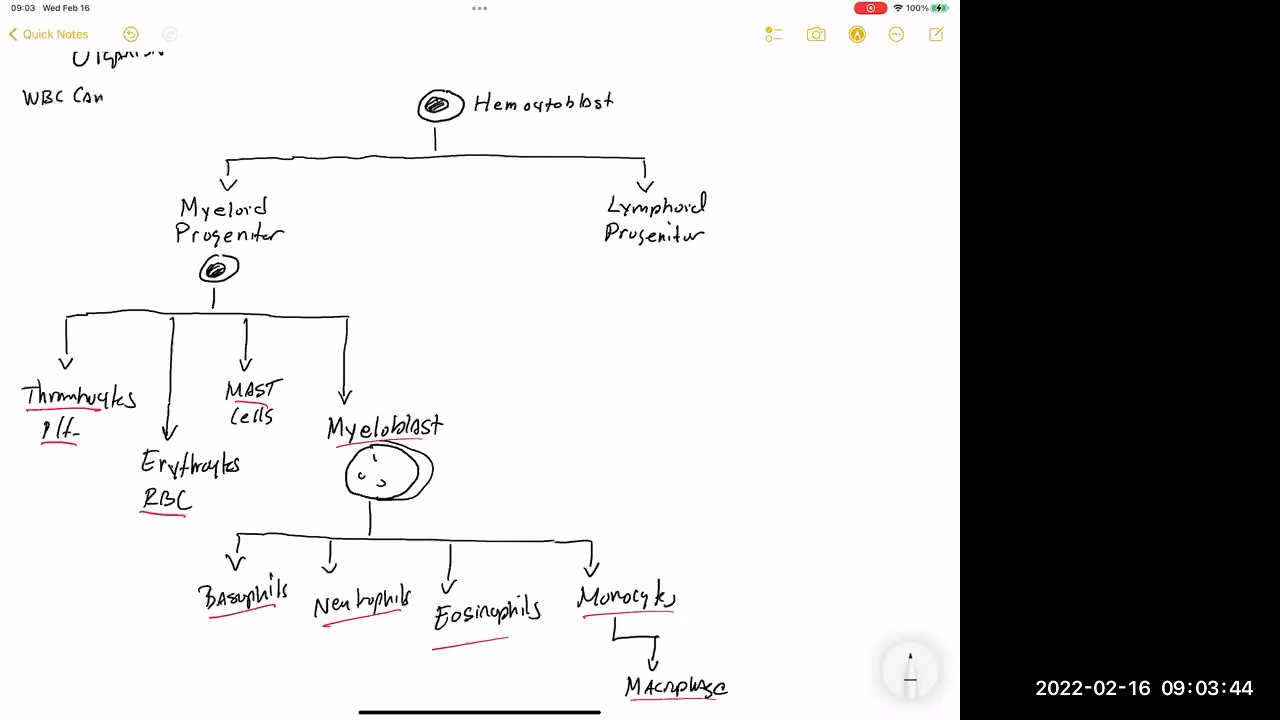 09:03 Wed Feb 16
100%
Quick Notes
WBC Can
Hemocytoblast
Myeloid
Progenitor
Lymphoid
Progenitor
Thrombocytes
Plt-
MAST
Cells
Myeloblast
Erythrocytes
RBC
Basophils
Neutrophils
Eosinophils
Monocytes
Macrophage
2022-02-16 09:03:44